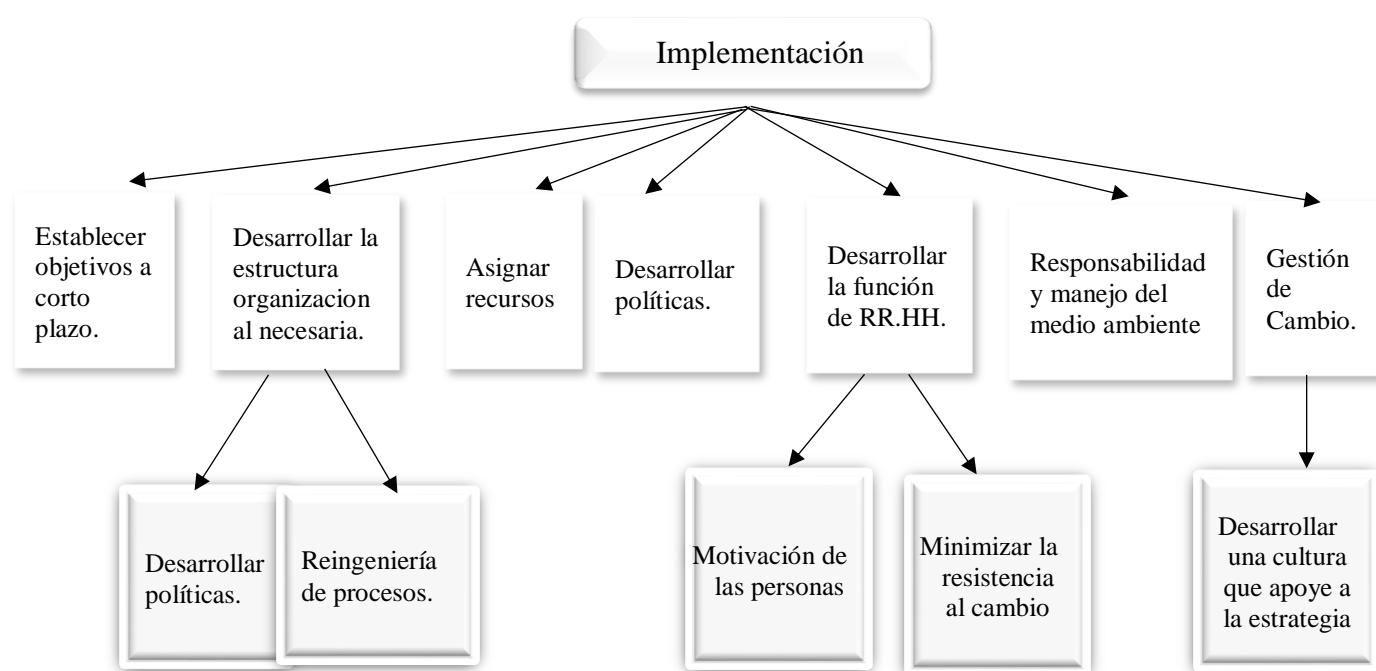 Implementación
Establecer
objetivos a
corto
plazo.
Desarrollar la
estructura
organizacion
al necesaria.
Asignar
recursos
Desarrollar
políticas.
Desarrollar
la función
de RR.HH.
Responsabilidad
y manejo del
medio ambiente
Gestión
de
Cambio.
Desarrollar
políticas.
Reingeniería
de procesos.
Motivación de
las personas
Minimizar la
resistencia
al cambio
Desarrollar
una cultura
que apoye a
la estrategia